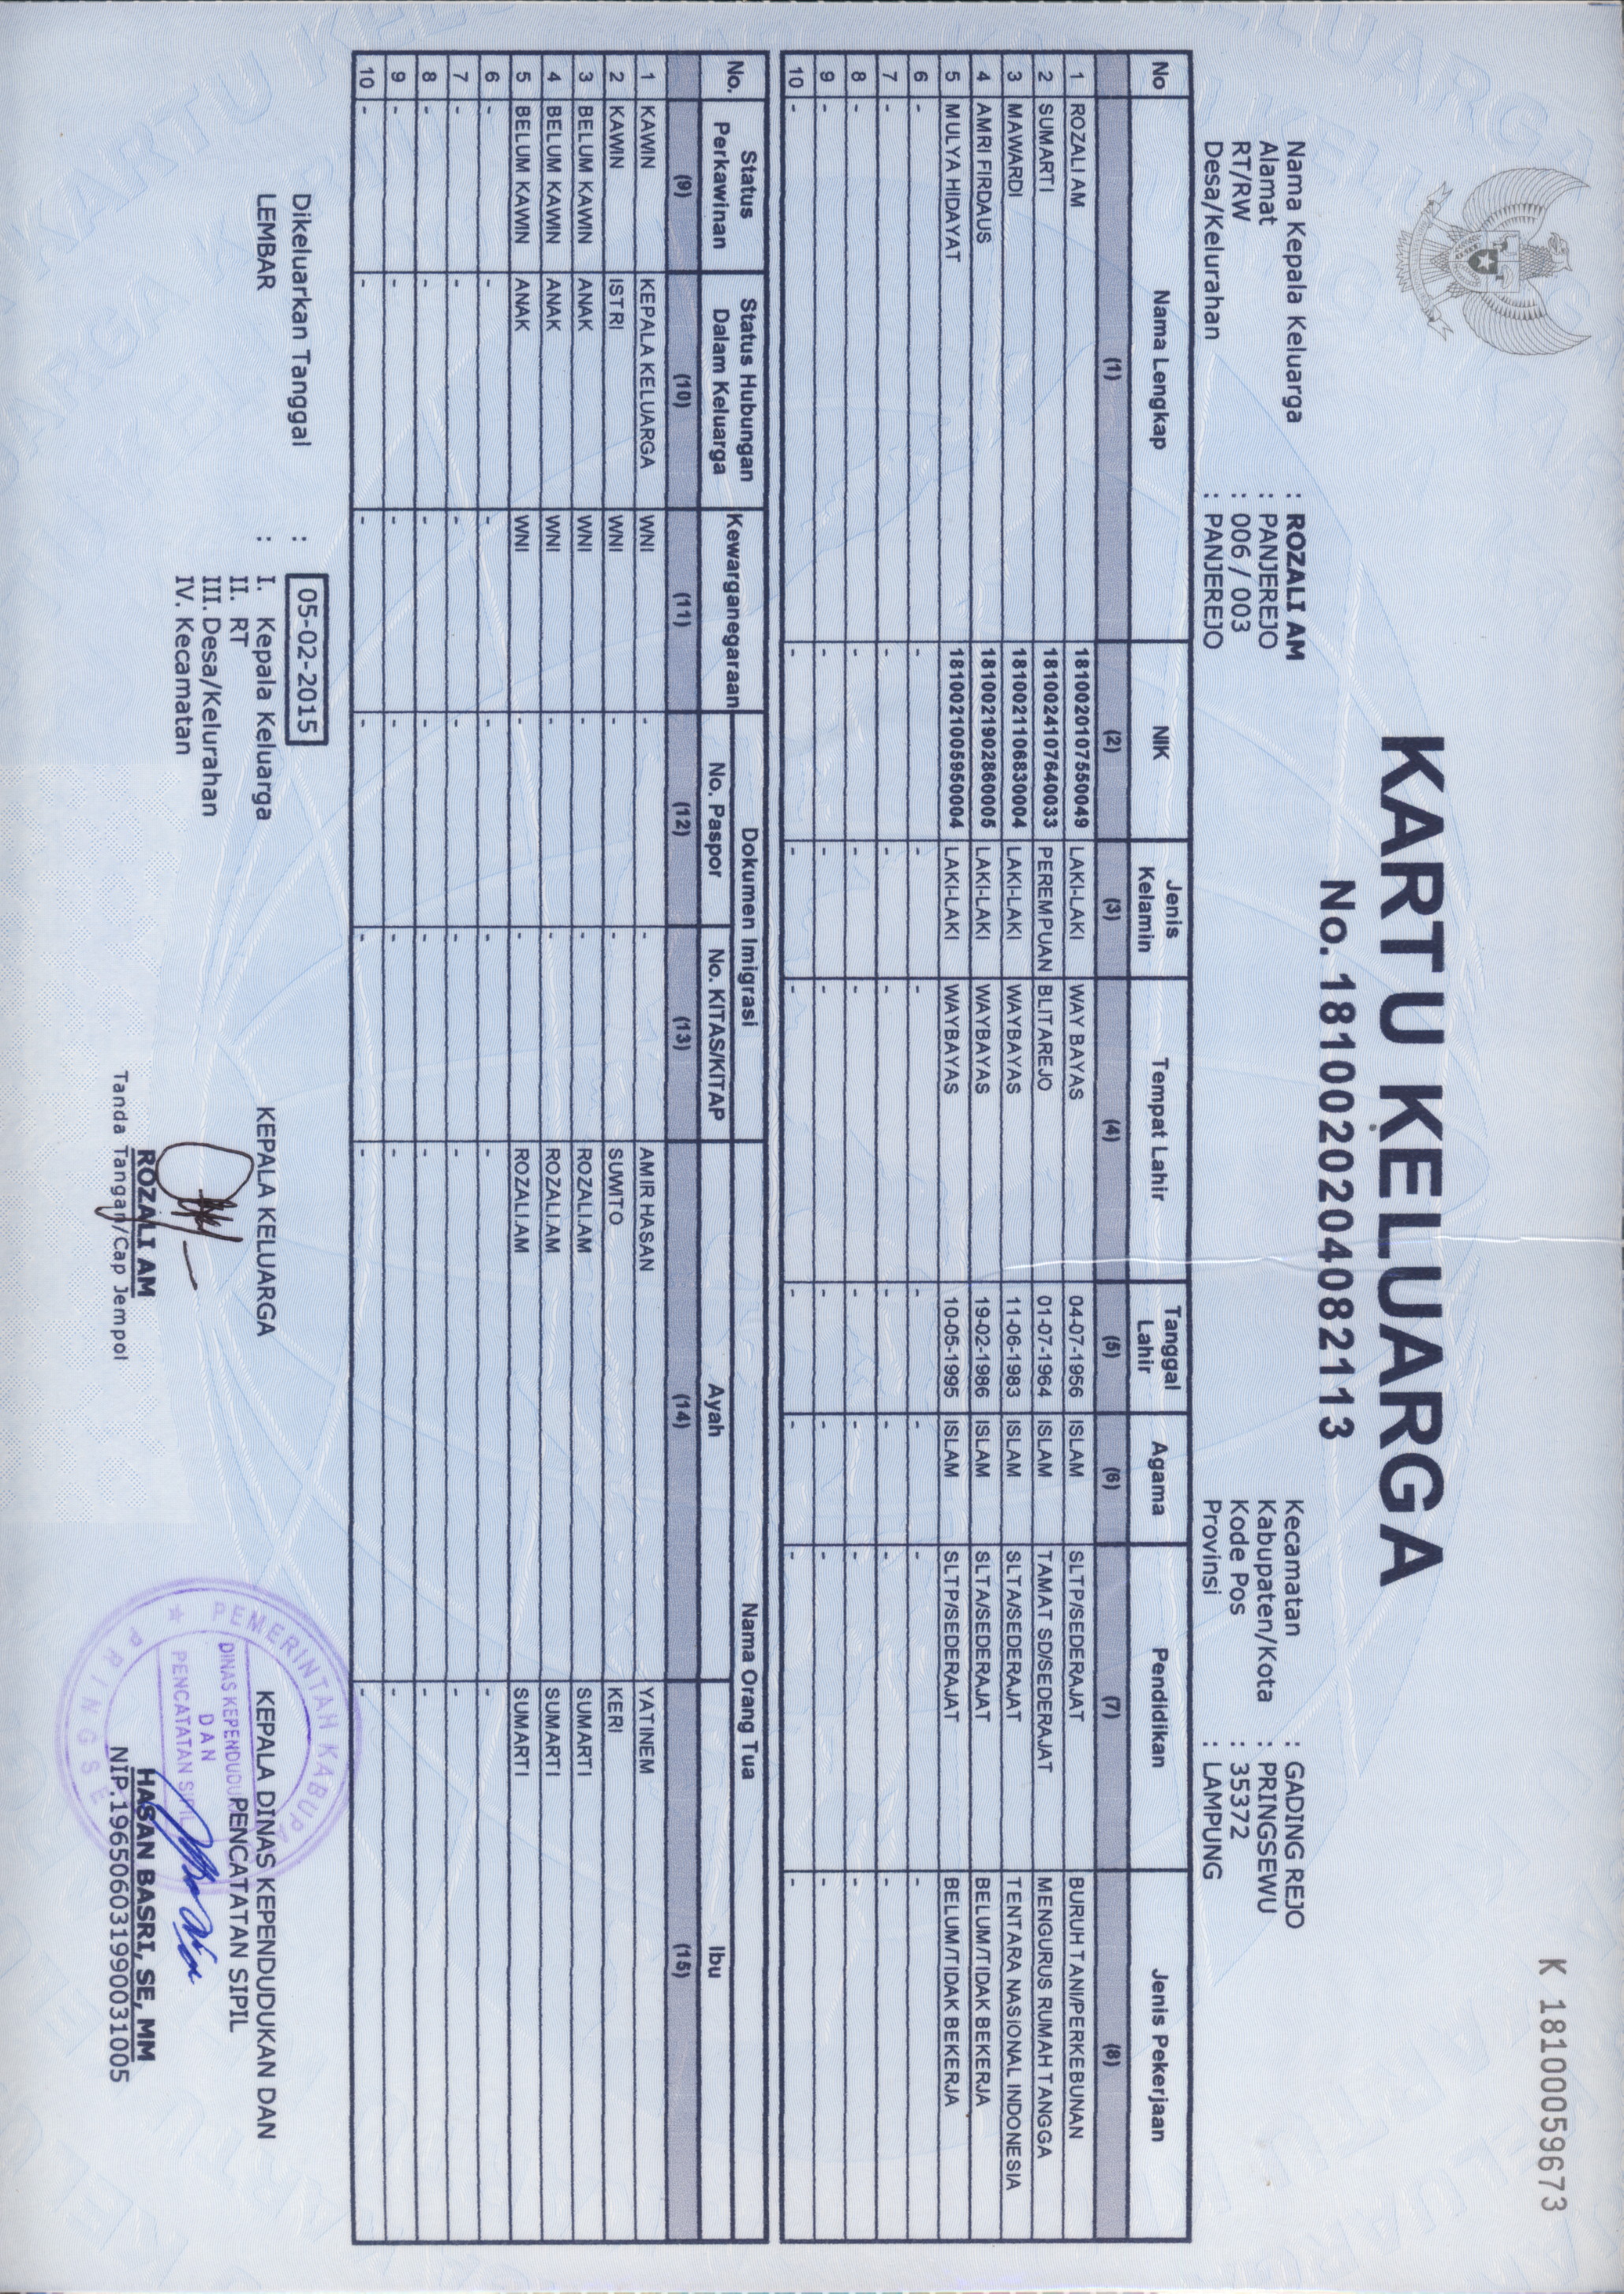 K 1810059673
KARTU KELUARGA
No. 1810020204082113
Nama Kepala Keluarga : ROZALI AM Kecamatan : GADING REJO
Alamat : PANJEREJO Kabupaten/Kota : PRINGSEWU
RT/RW : 006 / 003 Kode Pos : 35372
Desa/Kelurahan : PANJEREJO Provinsi : LAMPUNG
No Nama Lengkap NIK Jenis Kelamin Tempat Lahir Tanggal Lahir Agama Pendidikan Jenis Pekerjaan
(1) (2) (3) (4) (5) (6) (7) (8)
1 ROZALI AM 1810020107550049 LAKI-LAKI WAY BAYAS 04-07-1956 ISLAM SLTP/SEDERAJAT BURUH TANI/PERKEBUNAN
2 SUMARTI 1810024107640033 PEREMPUAN BLITAREJO 01-07-1964 ISLAM TAMAT SD/SEDERAJAT MENGURUS RUMAH TANGGA
3 MAWARDI 1810021106830004 LAKI-LAKI WAYBAYAS 11-06-1983 ISLAM SLTA/SEDERAJAT TENTARA NASIONAL INDONESIA
4 AMRI FIRDAUS 1810021902860005 LAKI-LAKI WAYBAYAS 19-02-1986 ISLAM SLTA/SEDERAJAT BELUM/TIDAK BEKERJA
5 MULYA HIDAYAT 1810021005950004 LAKI-LAKI WAYBAYAS 10-05-1995 ISLAM SLTP/SEDERAJAT BELUM/TIDAK BEKERJA
6 - - - - - - - -
7 - - - - - - - -
8 - - - - - - - -
9 - - - - - - - -
10 - - - - - - - -
No. Status Perkawinan Status Hubungan Dalam Keluarga Kewarganegaraan Dokumen Imigrasi Nama Orang Tua
No. Paspor No. KITAS/KITAP Ayah Ibu
(9) (10) (11) (12) (13) (14) (15)
1 KAWIN KEPALA KELUARGA WNI - - AMIR HASAN YATINEM
2 KAWIN ISTRI WNI - - SUWITO KERI
3 BELUM KAWIN ANAK WNI - - ROZALI.AM SUMARTI
4 BELUM KAWIN ANAK WNI - - ROZALI.AM SUMARTI
5 BELUM KAWIN ANAK WNI - - ROZALI.AM SUMARTI
6 - - - - - - -
7 - - - - - - -
8 - - - - - - -
9 - - - - - - -
10 - - - - - - -
Dikeluarkan Tanggal : 05-02-2015
LEMBAR : I. Kepala Keluarga
II. RT
III. Desa/Kelurahan
IV. Kecamatan
KEPALA KELUARGA
ROZALI AM
Tanda Tangan/Cap Jempol
KEPALA DINAS KEPENDUDUKAN DAN
PENCATATAN SIPIL
HASAN BASRI, SE, MM
NIP.196506031990031005
PEMERINTAH KABUPA
DINAS KEPENDUDUK
DAN
PENCATATAN SIPIL
PRINGSE